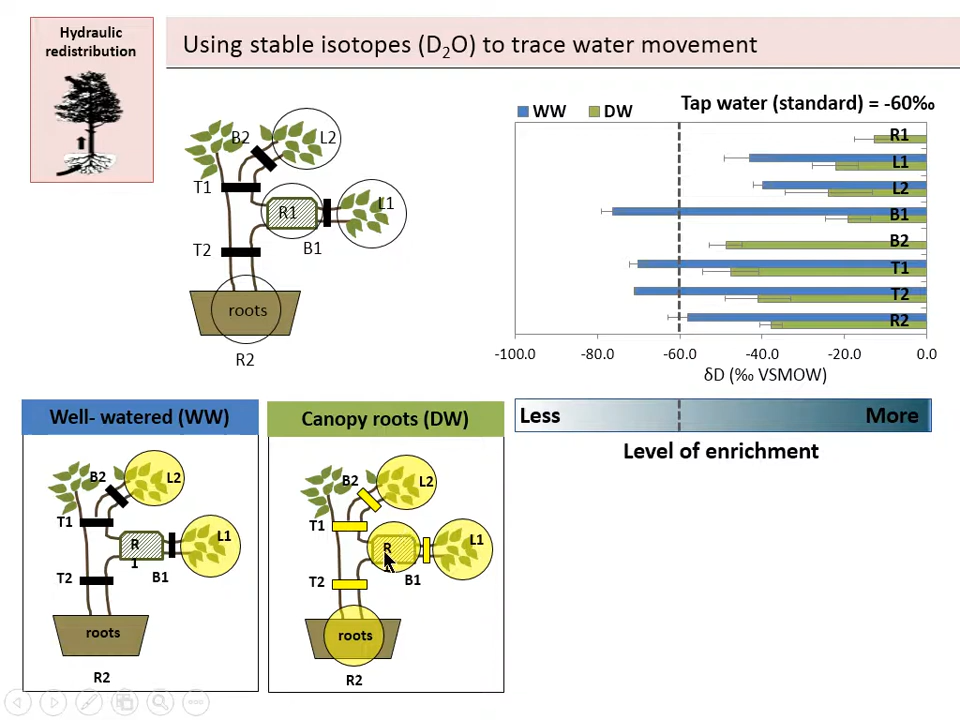 Hydraulic
redistribution
Using stable isotopes (D₂O) to trace water movement
B2
L2
T1
R1
L1
T2
B1
roots
R2
WW
DW
Tap water (standard) = -60‰
R1
L1
L2
B1
B2
T1
T2
R2
-100.0
-80.0
-60.0
-40.0
-20.0
0.0
δD (‰ VSMOW)
Less
More
Level of enrichment
Well- watered (WW)
B2
L2
T1
R
1
L1
T2
B1
roots
R2
Canopy roots (DW)
B2
L2
T1
R
L1
T2
B1
roots
R2